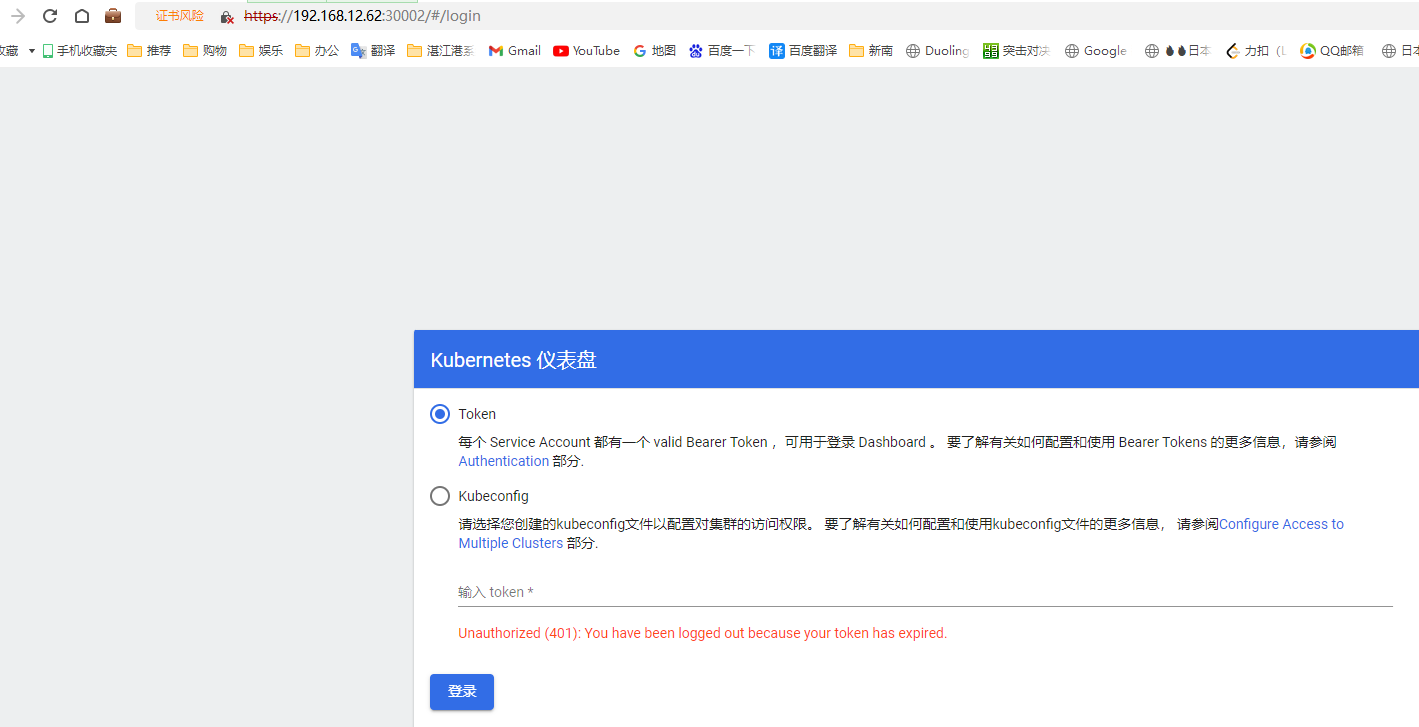 证书风险 https://192.168.12.62:30002/#/login
收藏 手机收藏夹 推荐 购物 娱乐 办公 翻译 湛江港系 Gmail YouTube 地图 百度一下 译 百度翻译 新南 Duoling 突击对决 Google 日本 力扣（L QQ邮箱 日本
Kubernetes 仪表盘
Token
每个 Service Account 都有一个 valid Bearer Token ，可用于登录 Dashboard 。 要了解有关如何配置和使用 Bearer Tokens 的更多信息，请参阅
Authentication 部分.
Kubeconfig
请选择您创建的kubeconfig文件以配置对集群的访问权限。 要了解有关如何配置和使用kubeconfig文件的更多信息， 请参阅Configure Access to
Multiple Clusters 部分.
输入 token *
Unauthorized (401): You have been logged out because your token has expired.
登录